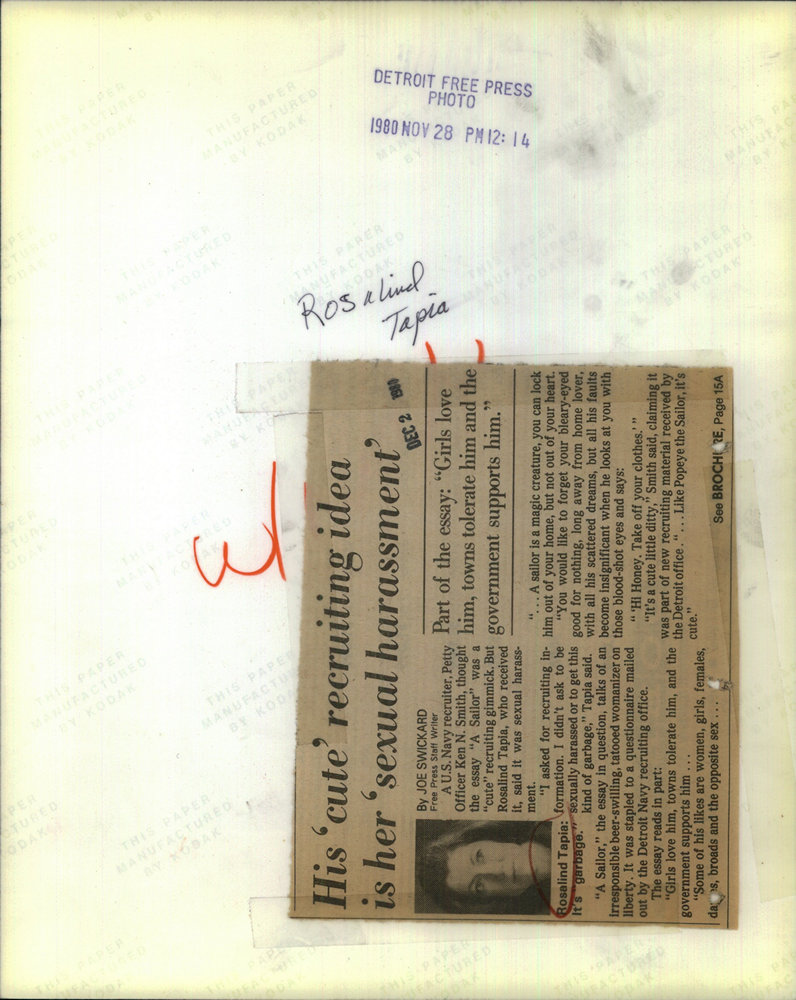 DETROIT FREE PRESS
PHOTO
1980 NOV 28 PM 12: 14
Rosalind
Tapia
His ‘cute’ recruiting idea
is her ‘sexual harassment’
DEC 2 1980
By JOE SWICKARD
Free Press Staff Writer
A U.S. Navy recruiter, Petty
Officer Ken N. Smith, thought
the essay "A Sailor" was a
"cute" recruiting gimmick. But
Rosalind Tapia, who received
it, said it was sexual harass-
ment.
"I asked for recruiting in-
formation. I didn't ask to be
sexually harassed or to get this
kind of garbage," Tapia said.
Rosalind Tapia:
It's "garbage."
"A Sailor," the essay in question, talks of an
irresponsible beer-swilling, tatooed womanizer on
liberty. It was stapled to a questionnaire mailed
out by the Detroit Navy recruiting office.
The essay reads in part:
"Girls love him, towns tolerate him, and the
government supports him ...
"Some of his likes are women, girls, females,
broads and the opposite sex ...
Part of the essay: “Girls love
him, towns tolerate him and the
government supports him.”
"... A sailor is a magic creature, you can lock
him out of your home, but not out of your heart.
"You would like to forget your bleary-eyed
good for nothing, long away from home lover,
with all his scattered dreams, but all his faults
become insignificant when he looks at you with
those blood-shot eyes and says:
" 'Hi Honey. Take off your clothes.' "
"It's a cute little ditty," Smith said, claiming it
was part of new recruiting material received by
the Detroit office. " ... Like Popeye the Sailor, it's
cute."
See BROCHURE, Page 15A
THIS PAPER
MANUFACTURED
BY KODAK